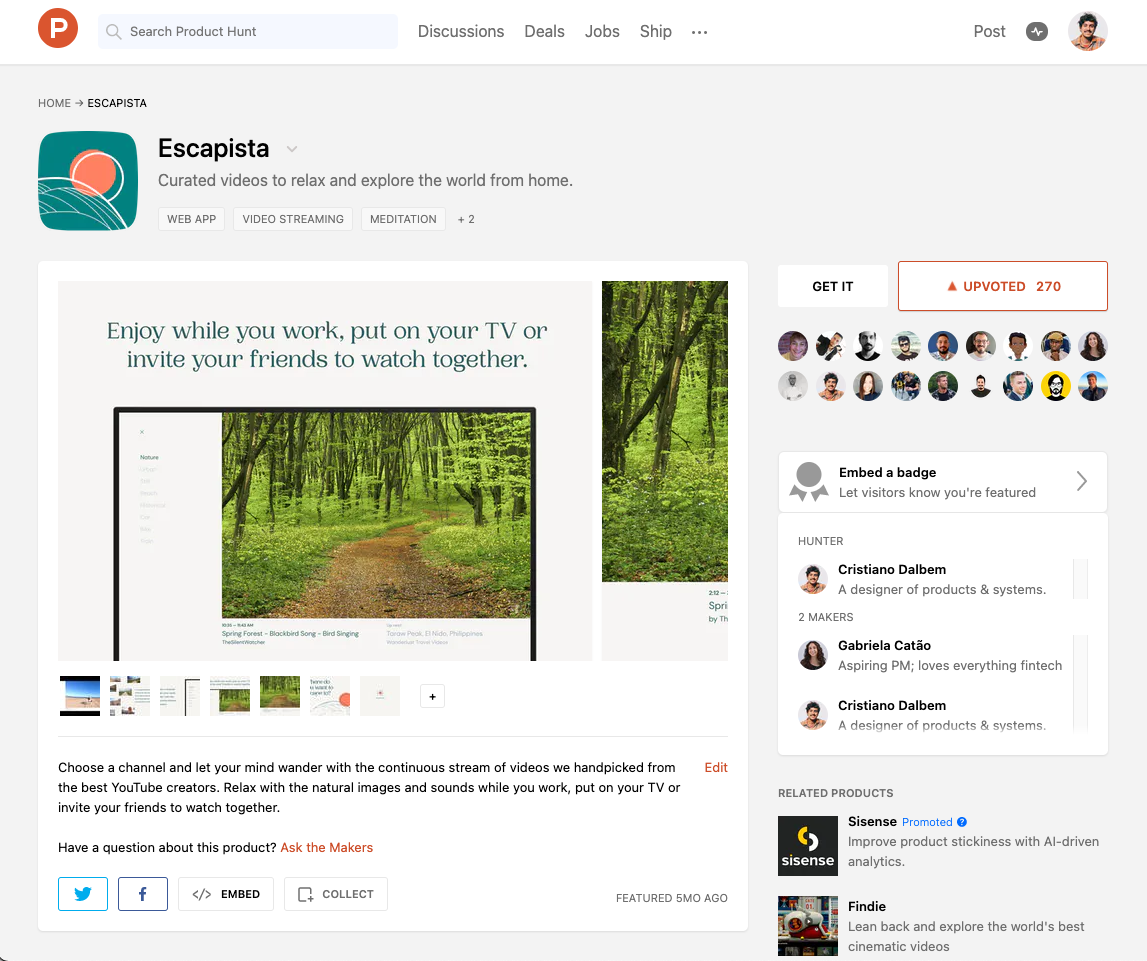 P
Search Product Hunt
Discussions
Deals
Jobs
Ship
Post
HOME → ESCAPISTA
Escapista
Curated videos to relax and explore the world from home.
WEB APP
VIDEO STREAMING
MEDITATION
+ 2
Enjoy while you work, put on your TV or
invite your friends to watch together.
Nature
Spring Forest - Blackbird Song - Bird Singing
TheSilentWatcher
Taraw Peak, El Nido, Philippines
Wanderium Travel Videos
2:12 —
Spri
by Th
+
Choose a channel and let your mind wander with the continuous stream of videos we handpicked from
the best YouTube creators. Relax with the natural images and sounds while you work, put on your TV or
invite your friends to watch together.
Edit
Have a question about this product? Ask the Makers
EMBED
COLLECT
FEATURED 5MO AGO
GET IT
UPVOTED 270
Embed a badge
Let visitors know you're featured
HUNTER
Cristiano Dalbem
A designer of products & systems.
2 MAKERS
Gabriela Catão
Aspiring PM; loves everything fintech
Cristiano Dalbem
A designer of products & systems.
RELATED PRODUCTS
sisense
Sisense Promoted
Improve product stickiness with AI-driven
analytics.
Findie
Lean back and explore the world's best
cinematic videos